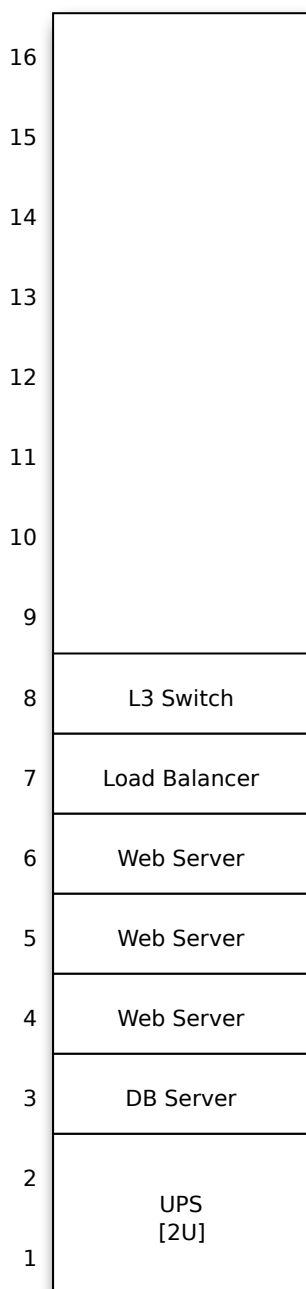 16
15
14
13
12
11
10
9
8 L3 Switch
7 Load Balancer
6 Web Server
5 Web Server
4 Web Server
3 DB Server
2
UPS
[2U]
1